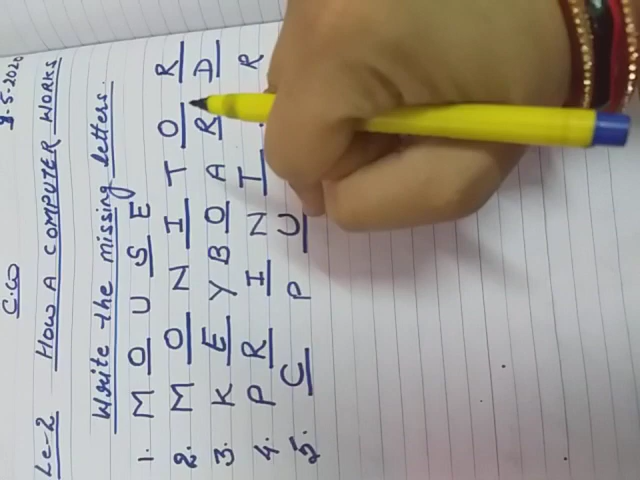 C.W 9-5-2020
Le-2 HOW A COMPUTER WORKS
Write the missing letters.
1. M O U S E
2. M O N I T O R
3. K E Y B O A R D
4. P R I N T R
5. C P U